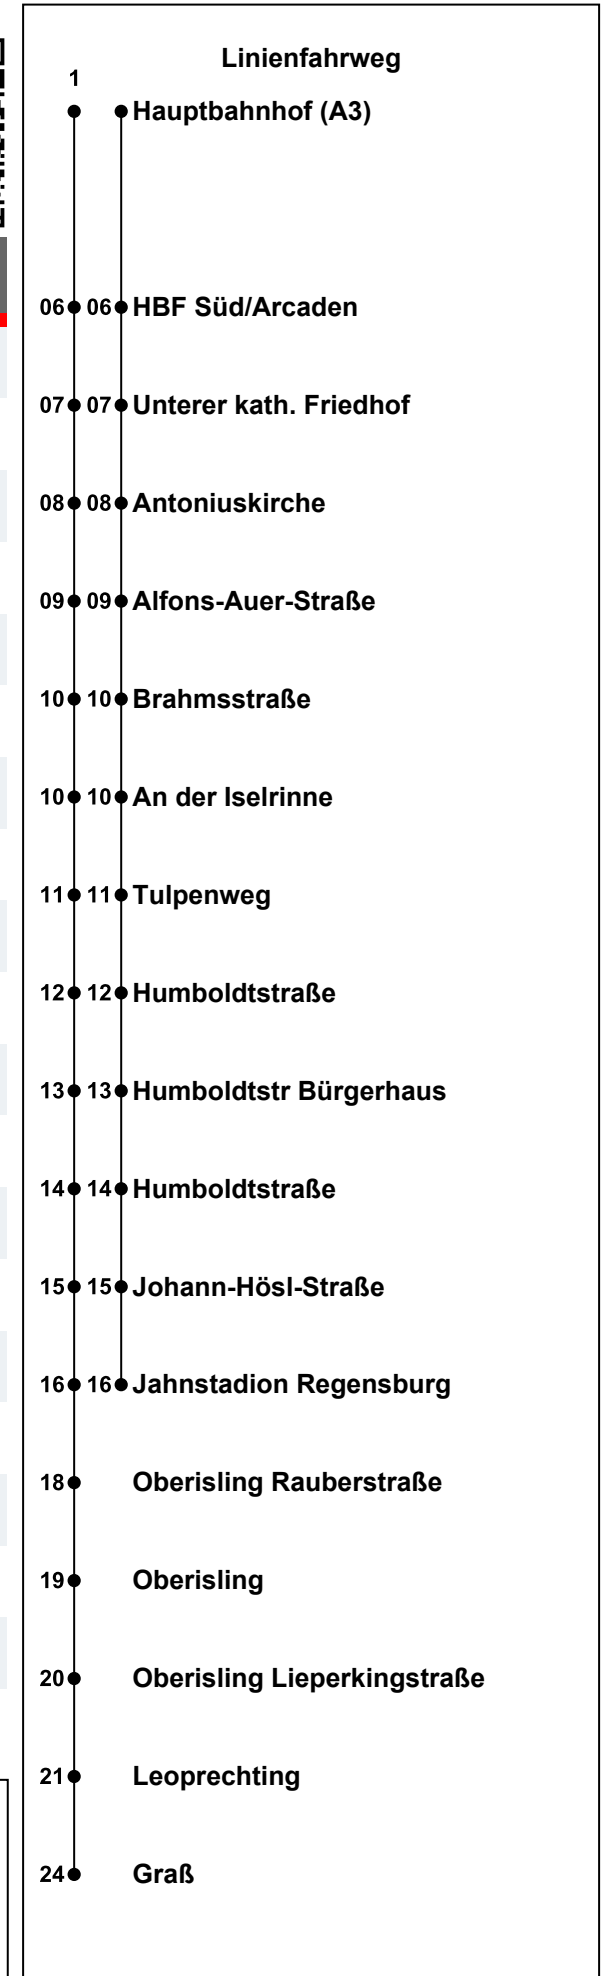 Linienfahrweg
1
Hauptbahnhof (A3)
06 06 HBF Süd/Arcaden
07 07 Unterer kath. Friedhof
08 08 Antoniuskirche
09 09 Alfons-Auer-Straße
10 10 Brahmsstraße
10 10 An der Iselrinne
11 11 Tulpenweg
12 12 Humboldtstraße
13 13 Humboldtstr Bürgerhaus
14 14 Humboldtstraße
15 15 Johann-Hösl-Straße
16 16 Jahnstadion Regensburg
18 Oberisling Rauberstraße
19 Oberisling
20 Oberisling Lieperkingstraße
21 Leoprechting
24 Graß